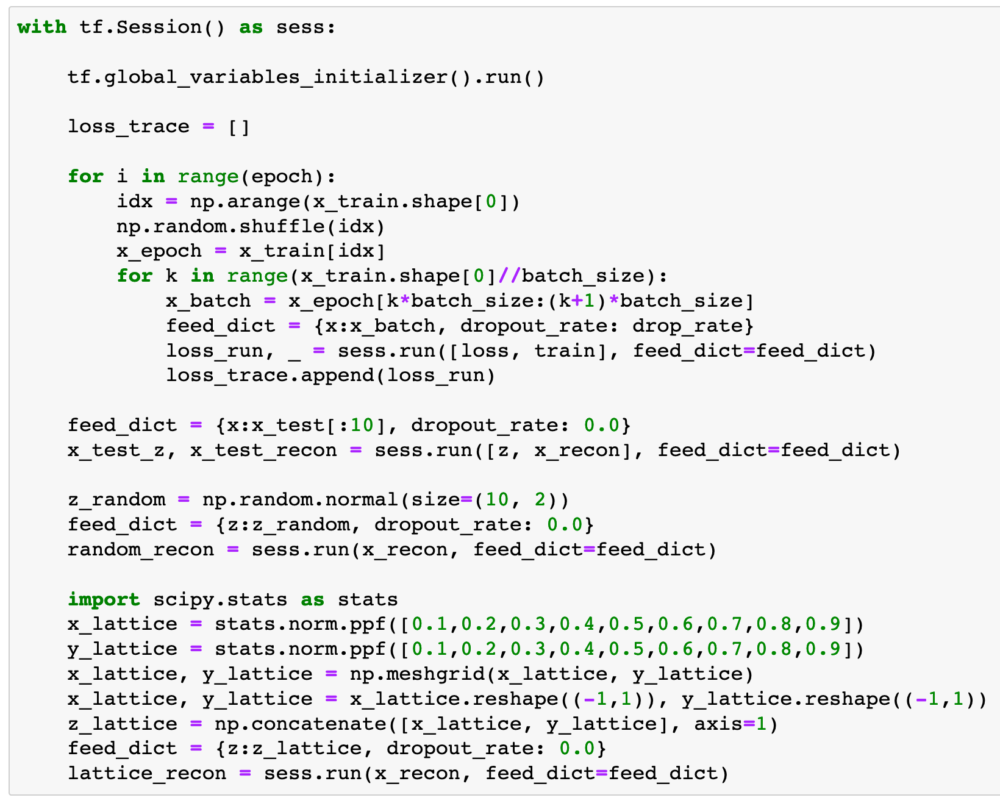 with tf.Session() as sess:
    tf.global_variables_initializer().run()
    loss_trace = []
    for i in range(epoch):
        idx = np.arange(x_train.shape[0])
        np.random.shuffle(idx)
        x_epoch = x_train[idx]
        for k in range(x_train.shape[0]//batch_size):
            x_batch = x_epoch[k*batch_size:(k+1)*batch_size]
            feed_dict = {x:x_batch, dropout_rate: drop_rate}
            loss_run, _ = sess.run([loss, train], feed_dict=feed_dict)
            loss_trace.append(loss_run)
    feed_dict = {x:x_test[:10], dropout_rate: 0.0}
    x_test_z, x_test_recon = sess.run([z, x_recon], feed_dict=feed_dict)
    z_random = np.random.normal(size=(10, 2))
    feed_dict = {z:z_random, dropout_rate: 0.0}
    random_recon = sess.run(x_recon, feed_dict=feed_dict)
    import scipy.stats as stats
    x_lattice = stats.norm.ppf([0.1,0.2,0.3,0.4,0.5,0.6,0.7,0.8,0.9])
    y_lattice = stats.norm.ppf([0.1,0.2,0.3,0.4,0.5,0.6,0.7,0.8,0.9])
    x_lattice, y_lattice = np.meshgrid(x_lattice, y_lattice)
    x_lattice, y_lattice = x_lattice.reshape((-1,1)), y_lattice.reshape((-1,1))
    z_lattice = np.concatenate([x_lattice, y_lattice], axis=1)
    feed_dict = {z:z_lattice, dropout_rate: 0.0}
    lattice_recon = sess.run(x_recon, feed_dict=feed_dict)